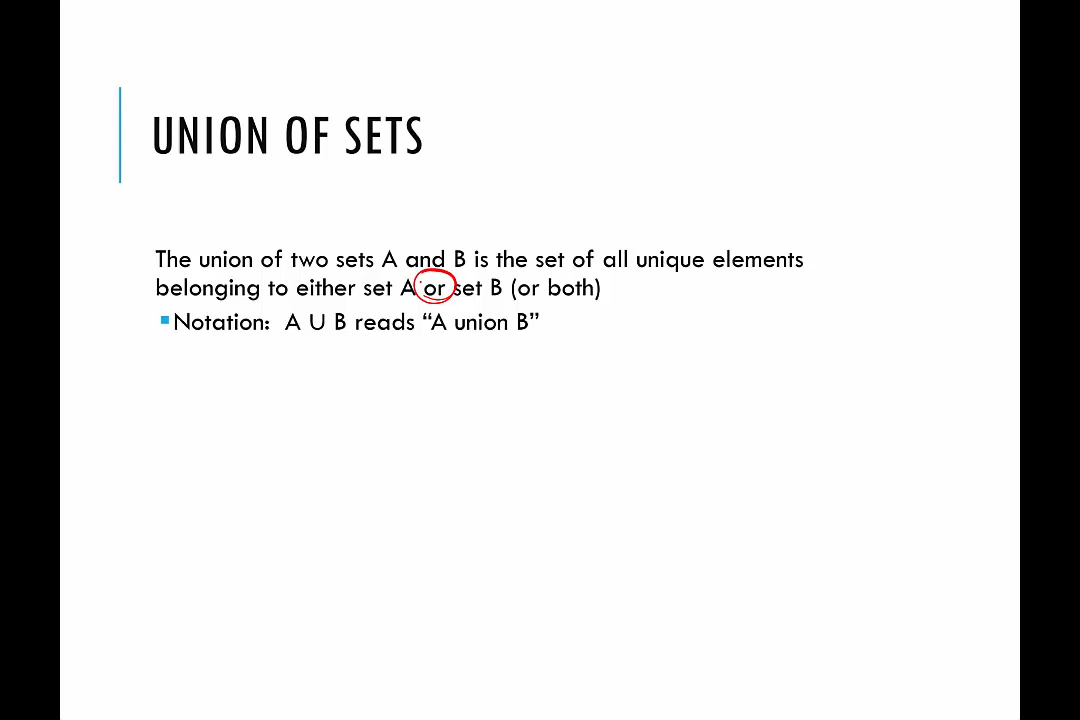 UNION OF SETS
The union of two sets A and B is the set of all unique elements
belonging to either set A or set B (or both)
▪Notation:  A U B reads “A union B”